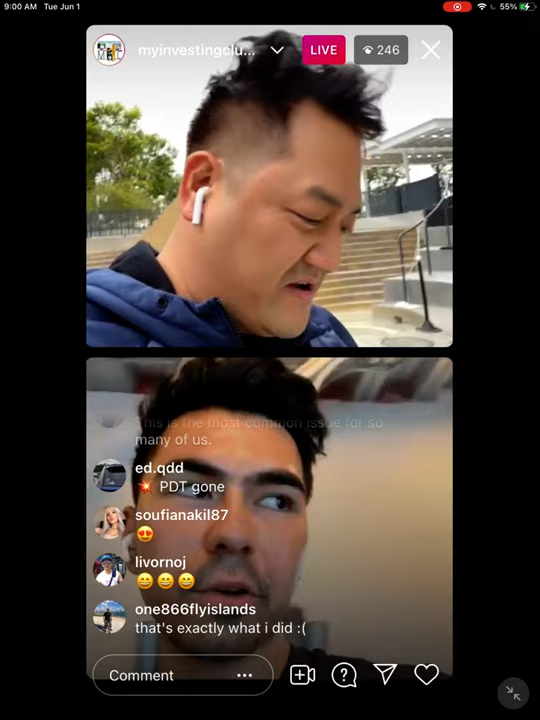 9:00 AM Tue Jun 1
55%
myinvestingclu...
LIVE
246
This is the most common issue for so
many of us.
ed.qdd
💥 PDT gone
soufianakil87
😍
livornoj
😄😄😄
one866flyislands
that's exactly what i did :(
Comment